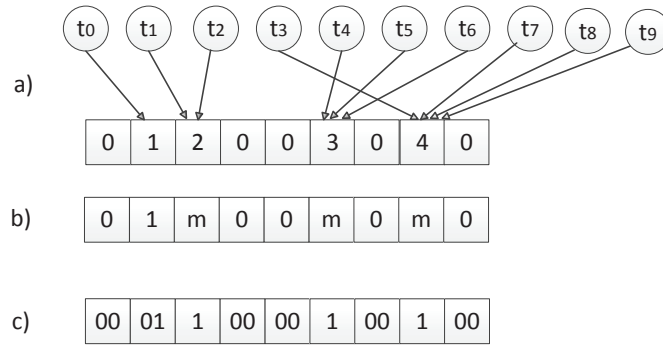 t0 t1 t2 t3 t4 t5 t6 t7 t8 t9
a)
0 1 2 0 0 3 0 4 0
b) 0 1 m 0 0 m 0 m 0
c) 00 01 1 00 00 1 00 1 00